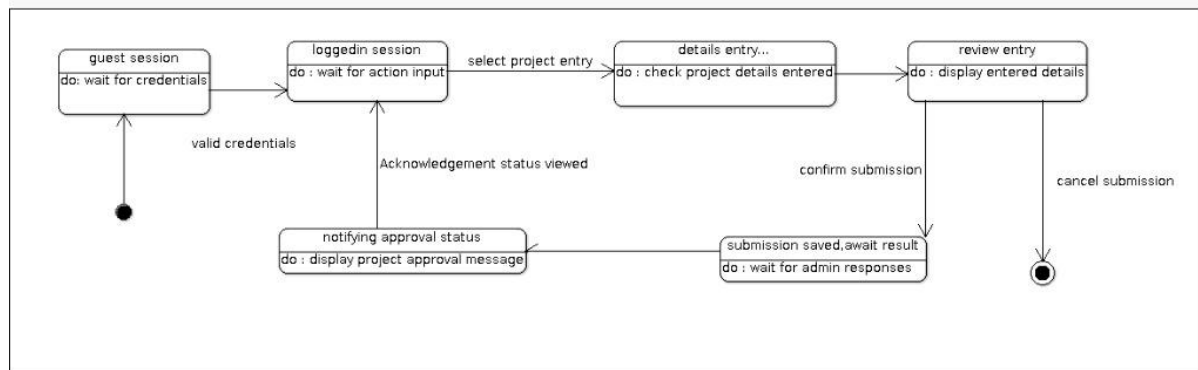 guest session
do: wait for credentials
valid credentials
loggedin session
do : wait for action input
select project entry
details entry...
do : check project details entered
review entry
do : display entered details
confirm submission
cancel submission
submission saved,await result
do : wait for admin responses
notifying approval status
do : display project approval message
Acknowledgement status viewed